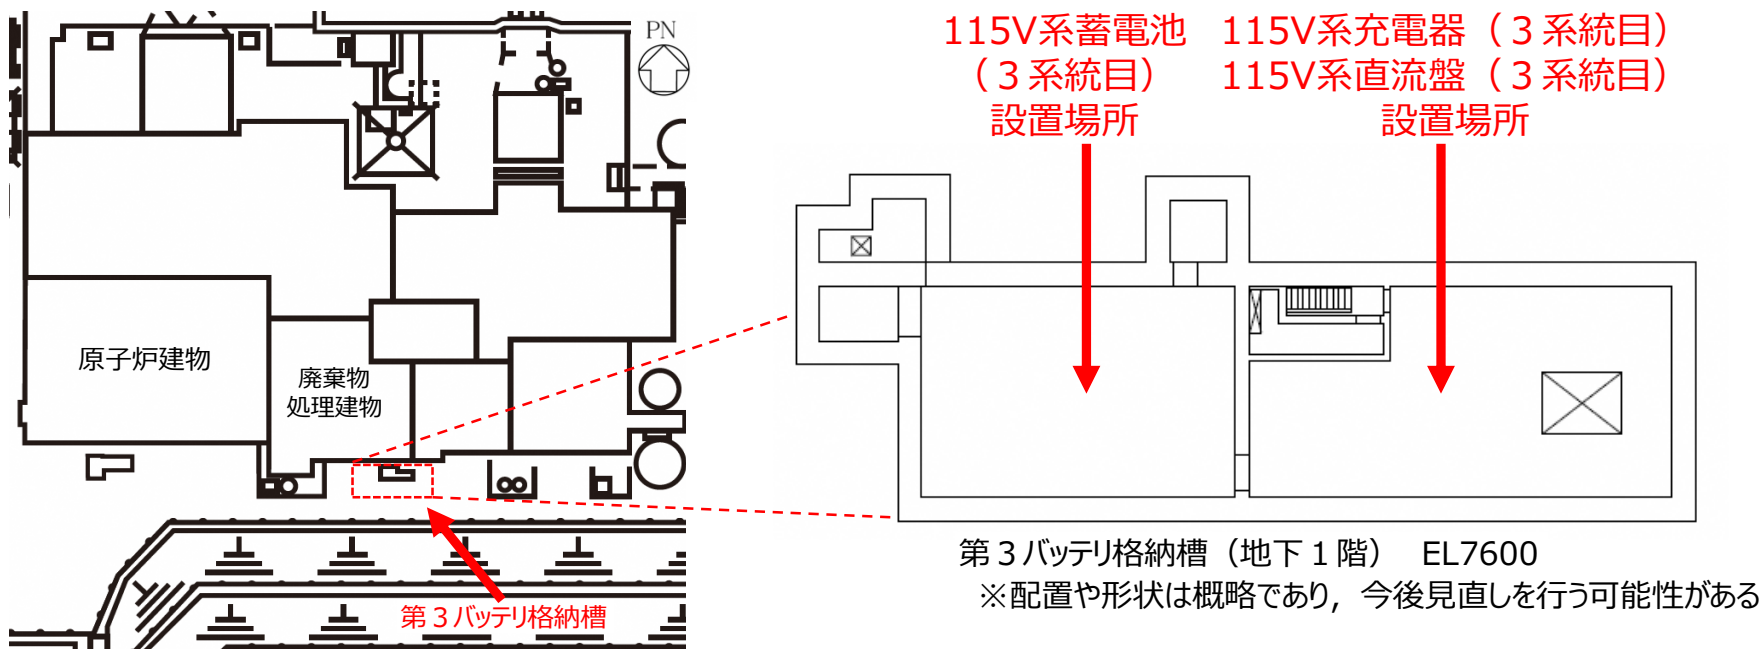 PN
原子炉建物
廃棄物
処理建物
第３バッテリ格納槽
115V系蓄電池
（３系統目）
設置場所
115V系充電器（３系統目）
115V系直流盤（３系統目）
設置場所
第３バッテリ格納槽（地下１階）　EL7600
※配置や形状は概略であり，今後見直しを行う可能性がある